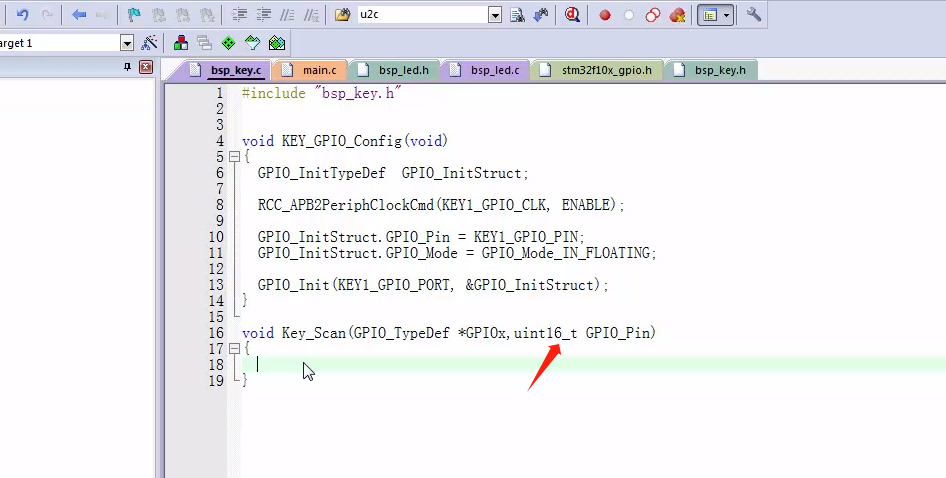 u2c
arget 1
bsp_key.c main.c bsp_led.h bsp_led.c stm32f10x_gpio.h bsp_key.h
1 #include "bsp_key.h"
2
3
4 void KEY_GPIO_Config(void)
5 {
6 GPIO_InitTypeDef GPIO_InitStruct;
7
8 RCC_APB2PeriphClockCmd(KEY1_GPIO_CLK, ENABLE);
9
10 GPIO_InitStruct.GPIO_Pin = KEY1_GPIO_PIN;
11 GPIO_InitStruct.GPIO_Mode = GPIO_Mode_IN_FLOATING;
12
13 GPIO_Init(KEY1_GPIO_PORT, &GPIO_InitStruct);
14 }
15
16 void Key_Scan(GPIO_TypeDef *GPIOx,uint16_t GPIO_Pin)
17 {
18
19 }